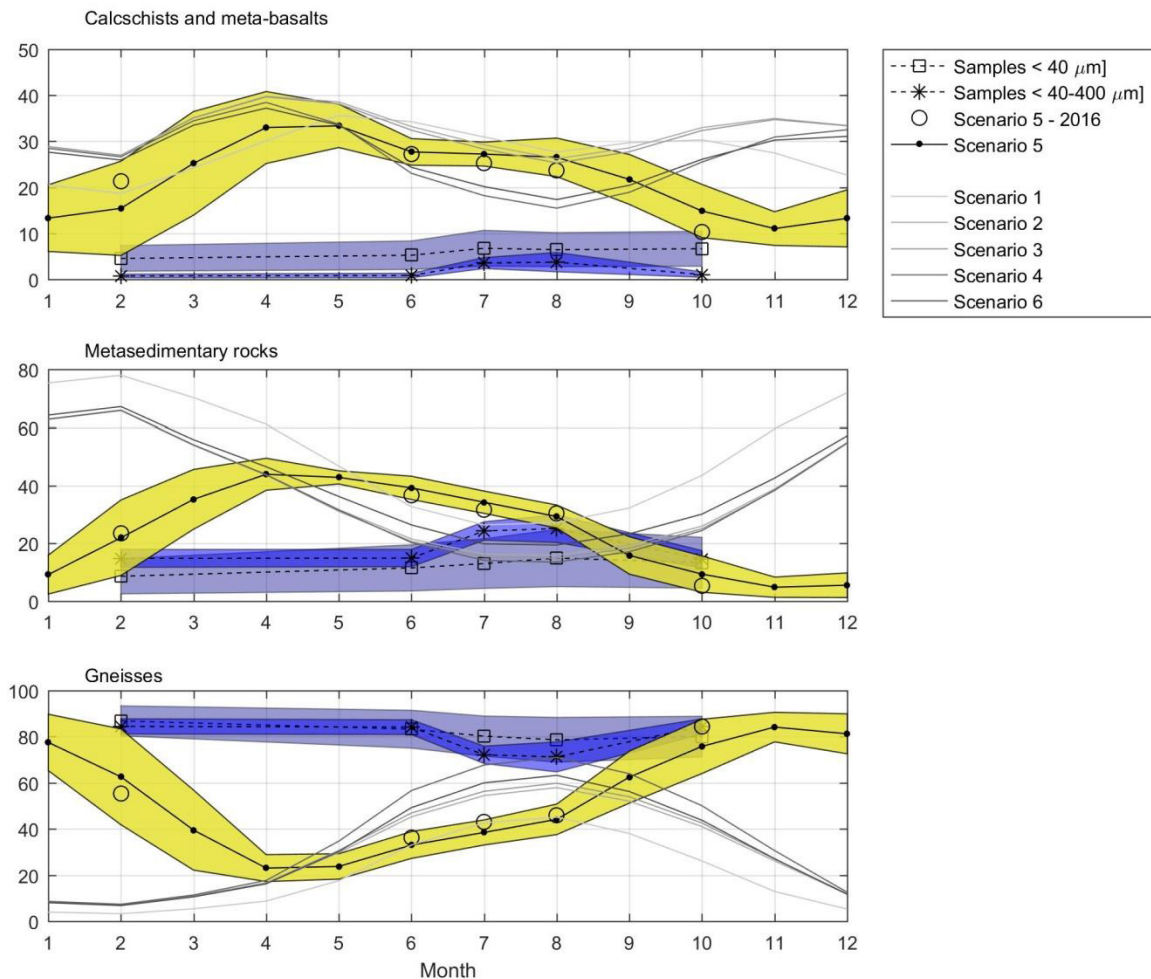 Calcschists and meta-basalts
50
40
30
20
10
0
1 2 3 4 5 6 7 8 9 10 11 12
Samples < 40 μm]
Samples < 40-400 μm]
Scenario 5 - 2016
Scenario 5
Scenario 1
Scenario 2
Scenario 3
Scenario 4
Scenario 6
Metasedimentary rocks
80
60
40
20
0
1 2 3 4 5 6 7 8 9 10 11 12
Gneisses
100
80
60
40
20
0
1 2 3 4 5 6 7 8 9 10 11 12
Month